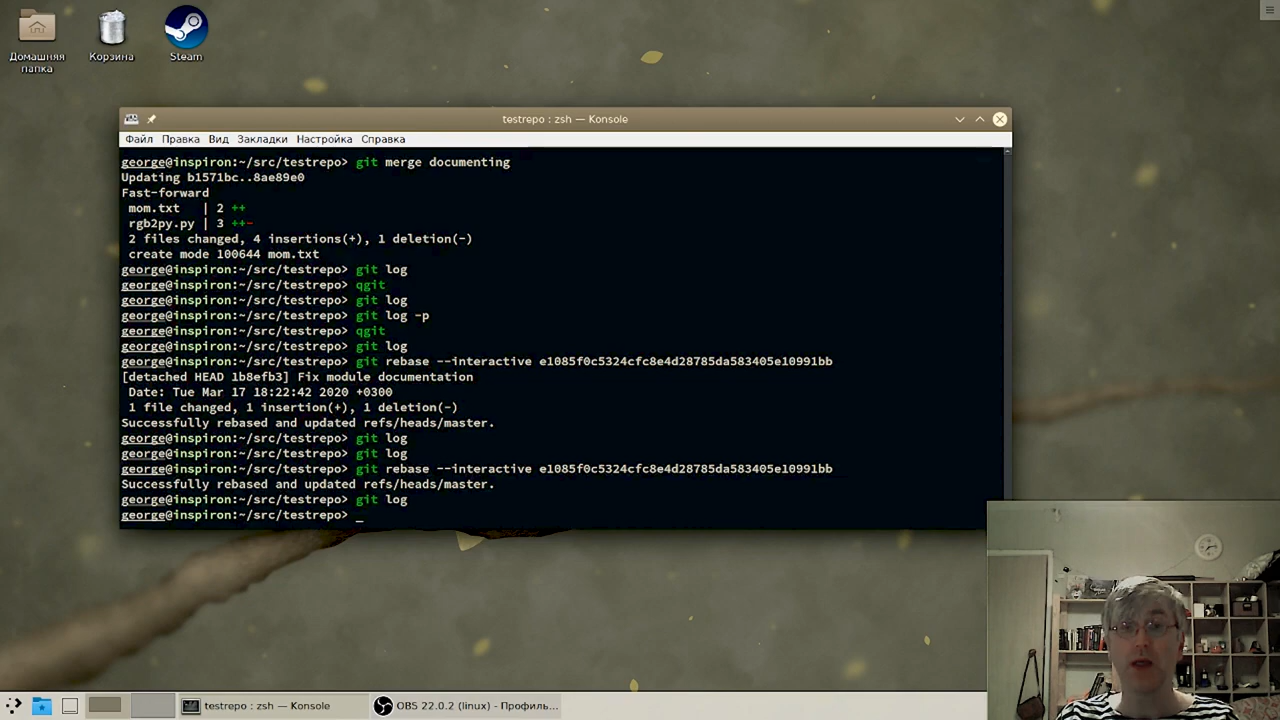 Домашняя
папка
Корзина
Steam
testrepo : zsh — Konsole
Файл Правка Вид Закладки Настройка Справка
george@inspiron:~/src/testrepo> git merge documenting
Updating b1571bc..8ae89e0
Fast-forward
mom.txt | 2 ++
rgb2py.py | 3 ++-
2 files changed, 4 insertions(+), 1 deletion(-)
create mode 100644 mom.txt
george@inspiron:~/src/testrepo> git log
george@inspiron:~/src/testrepo> qgit
george@inspiron:~/src/testrepo> git log
george@inspiron:~/src/testrepo> git log -p
george@inspiron:~/src/testrepo> qgit
george@inspiron:~/src/testrepo> git log
george@inspiron:~/src/testrepo> git rebase --interactive e1085f0c5324cfc8e4d28785da583405e10991bb
[detached HEAD 1b8efb3] Fix module documentation
Date: Tue Mar 17 18:22:42 2020 +0300
1 file changed, 1 insertion(+), 1 deletion(-)
Successfully rebased and updated refs/heads/master.
george@inspiron:~/src/testrepo> git log
george@inspiron:~/src/testrepo> git log
george@inspiron:~/src/testrepo> git rebase --interactive e1085f0c5324cfc8e4d28785da583405e10991bb
Successfully rebased and updated refs/heads/master.
george@inspiron:~/src/testrepo> git log
george@inspiron:~/src/testrepo> _
testrepo : zsh — Konsole
OBS 22.0.2 (linux) - Профиль...